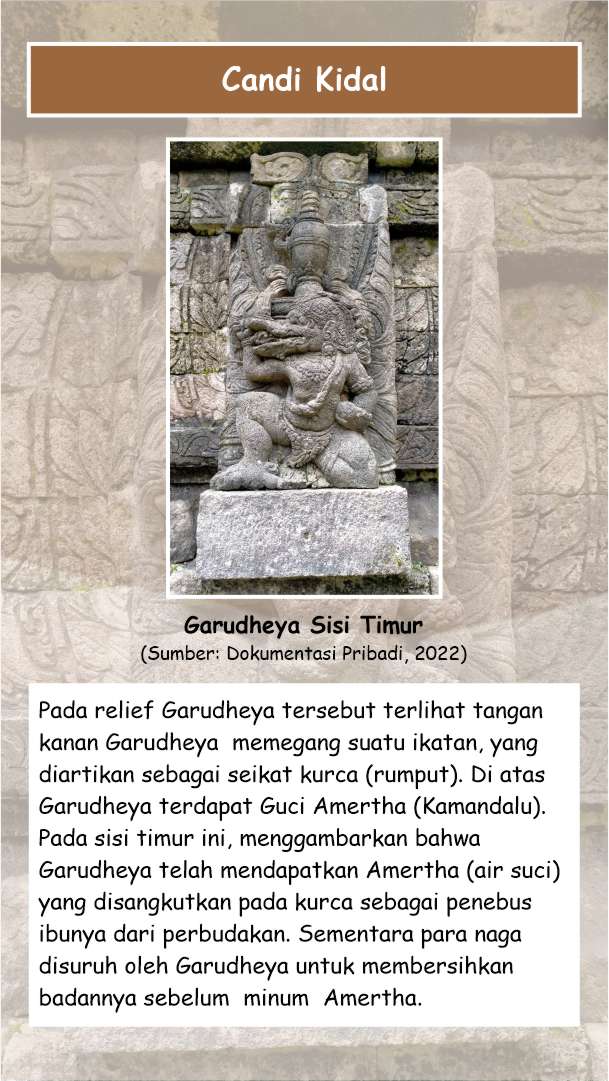 Candi Kidal
Garudheya Sisi Timur
(Sumber: Dokumentasi Pribadi, 2022)
Pada relief Garudheya tersebut terlihat tangan
kanan Garudheya  memegang suatu ikatan, yang
diartikan sebagai seikat kurca (rumput). Di atas
Garudheya terdapat Guci Amertha (Kamandalu).
Pada sisi timur ini, menggambarkan bahwa
Garudheya telah mendapatkan Amertha (air suci)
yang disangkutkan pada kurca sebagai penebus
ibunya dari perbudakan. Sementara para naga
disuruh oleh Garudheya untuk membersihkan
badannya sebelum  minum  Amertha.